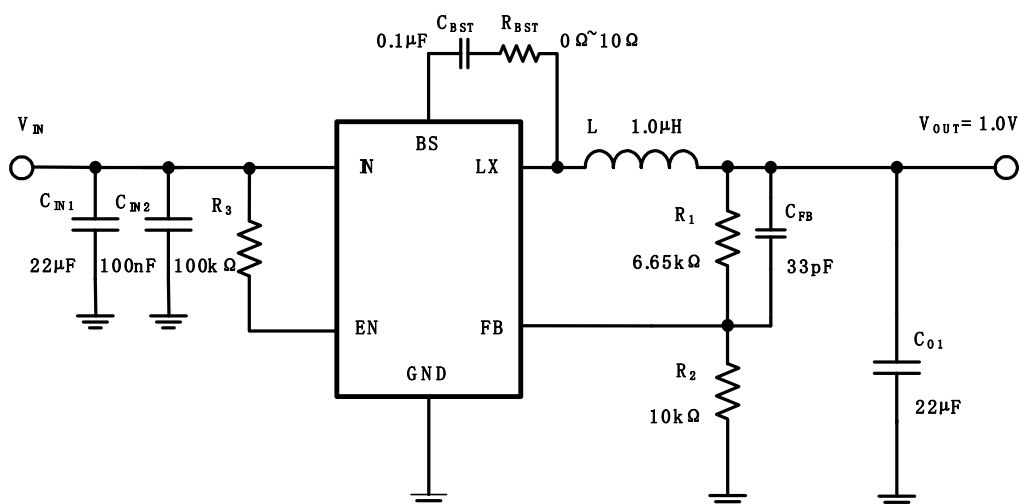 C_BST R_BST
0.1μF 0Ω~10Ω
V_IN
BS
L 1.0μH
V_OUT= 1.0V
IN LX
C_IN1 C_IN2 R_3
R_1 C_FB
22μF 100nF 100kΩ
6.65kΩ 33pF
EN FB
GND
R_2
C_O1
10kΩ
22μF